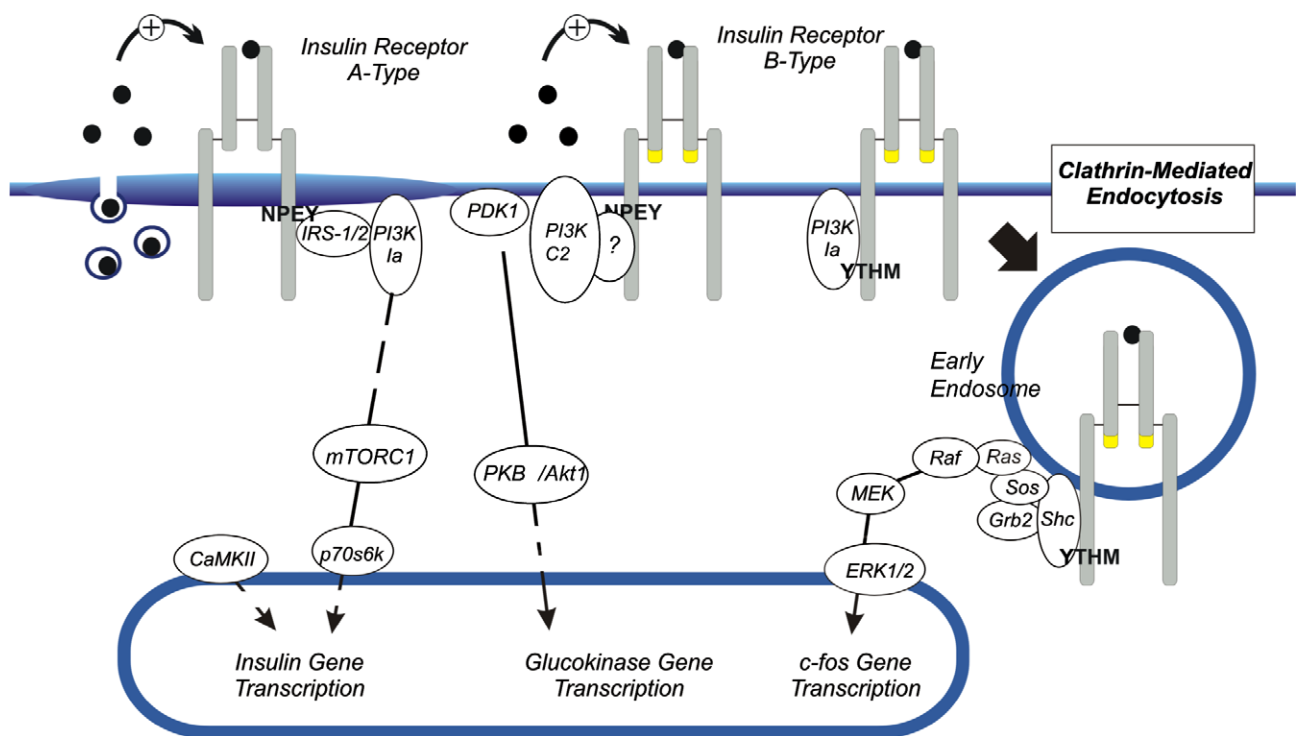 +
Insulin Receptor
A-Type
+
Insulin Receptor
B-Type
Clathrin-Mediated
Endocytosis
NPEY
IRS-1/2
PI3K
Ia
PDK1
PI3K
C2
NPEY
?
PI3K
Ia
YTHM
Early
Endosome
mTORC1
PKB /Akt1
Raf
Ras
MEK
Sos
Grb2
Shc
YTHM
CaMKII
p70s6k
ERK1/2
Insulin Gene
Transcription
Glucokinase Gene
Transcription
c-fos Gene
Transcription